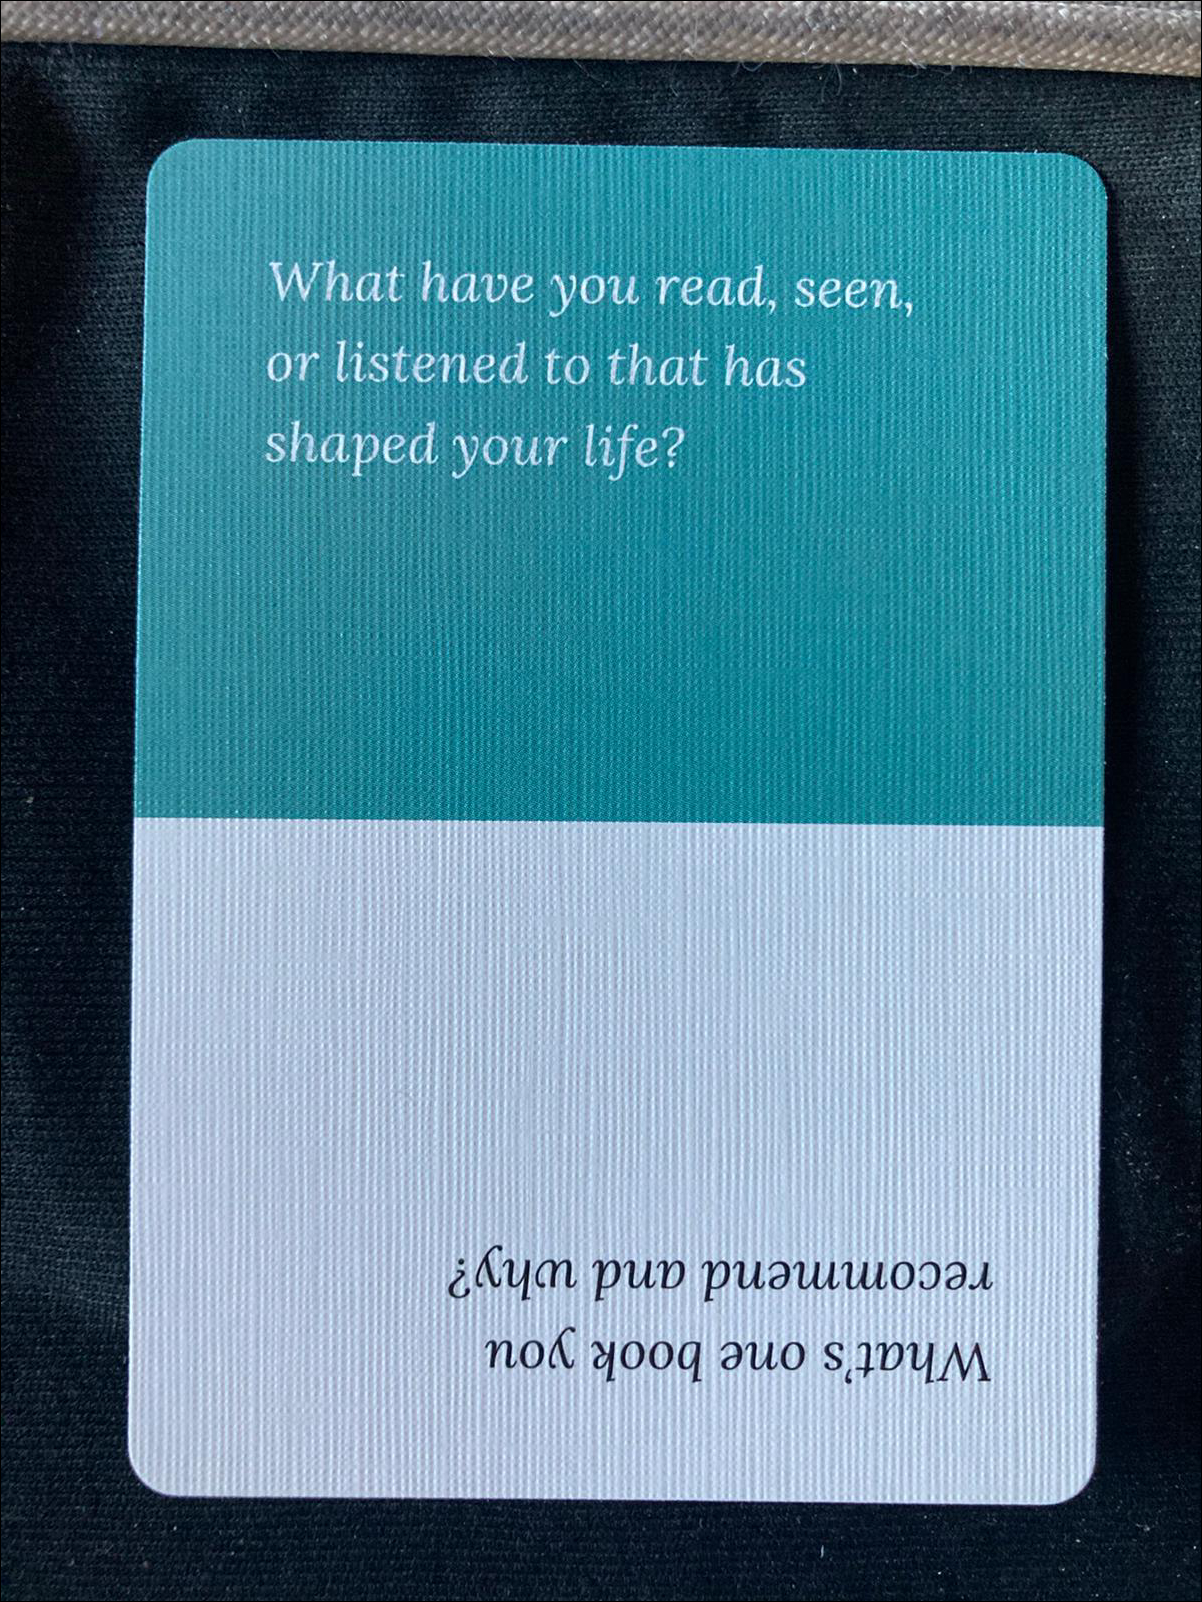 What have you read, seen,
or listened to that has
shaped your life?
What's one book you
recommend and why?